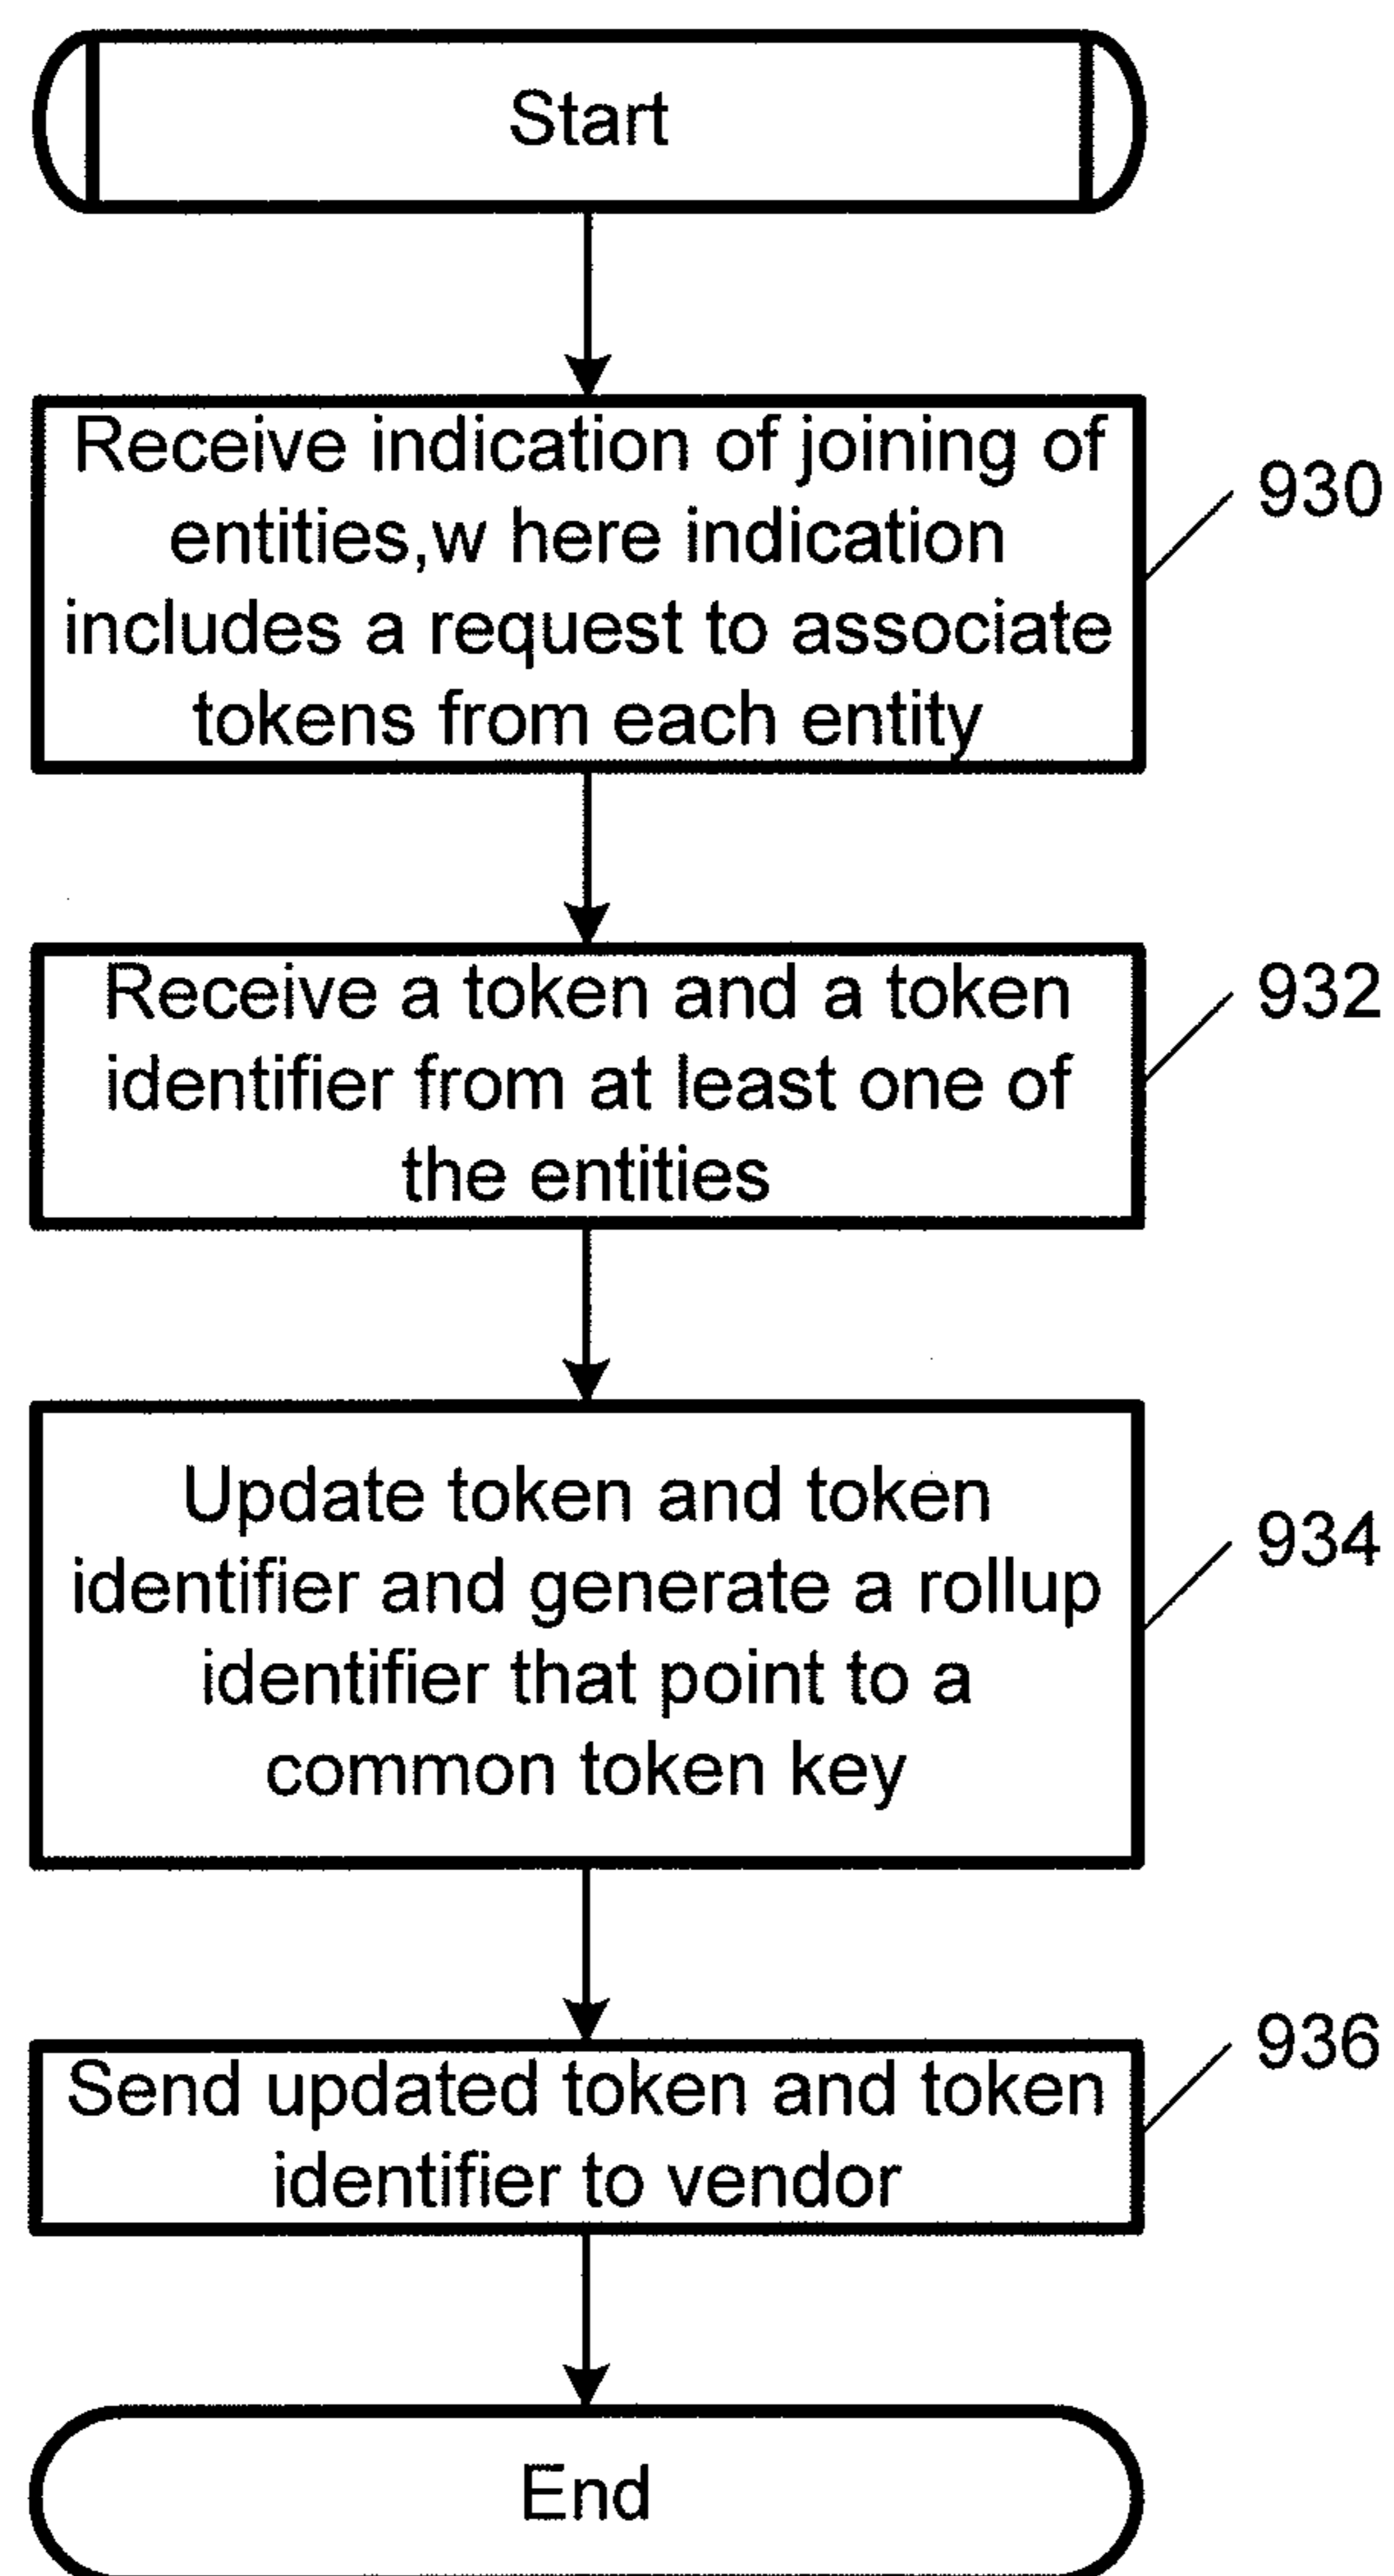 Start
Receive indication of joining of
entities,w here indication
includes a request to associate
tokens from each entity
930
Receive a token and a token
identifier from at least one of
the entities
932
Update token and token
identifier and generate a rollup
identifier that point to a
common token key
934
Send updated token and token
identifier to vendor
936
End